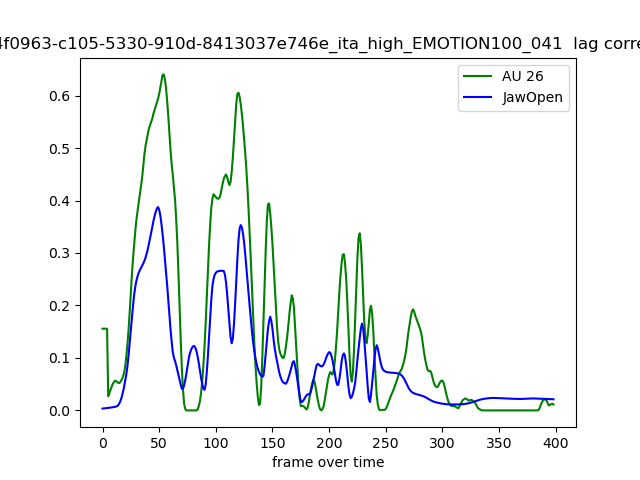 4f0963-c105-5330-910d-8413037e746e_ita_high_EMOTION100_041 lag corre
AU 26
JawOpen
0.6
0.5
0.4
0.3
0.2
0.1
0.0
0 50 100 150 200 250 300 350 400
frame over time